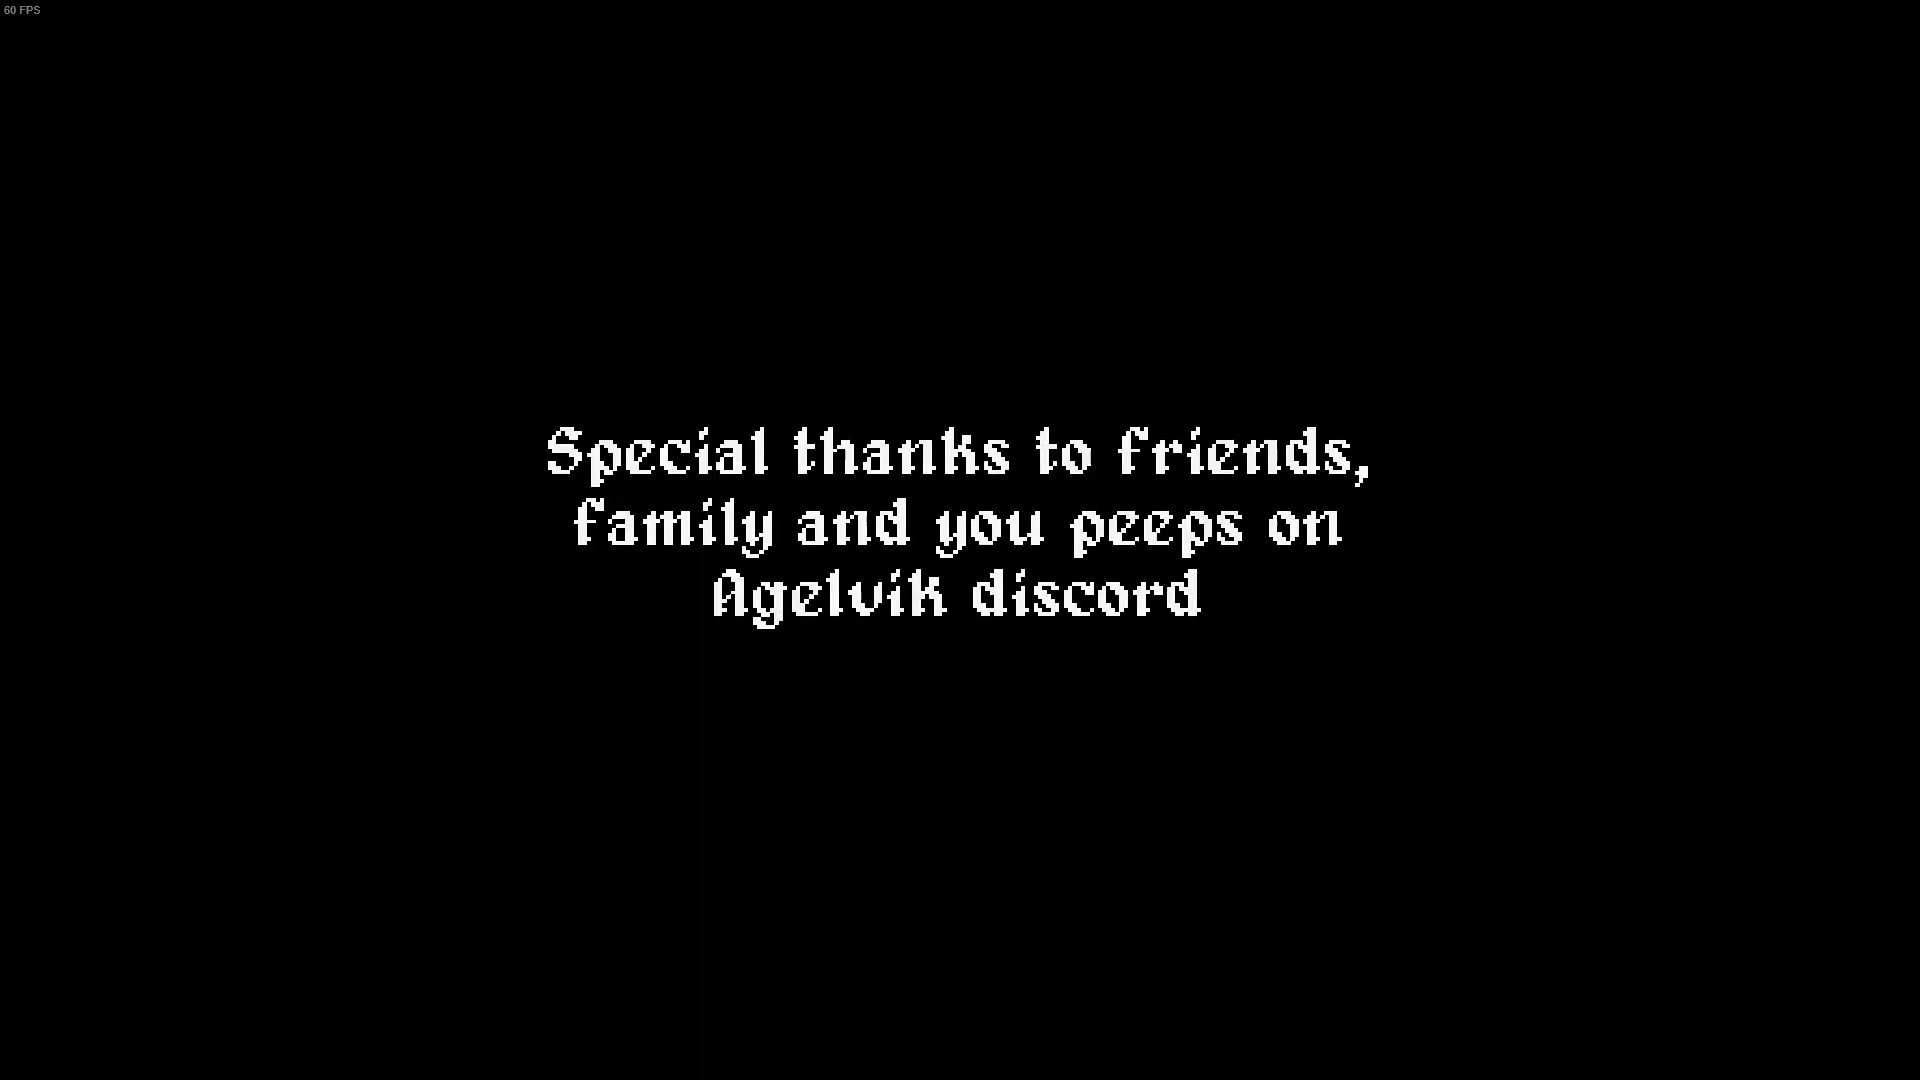 60 FPS
Special thanks to friends,
family and you peeps on
Agelvik discord